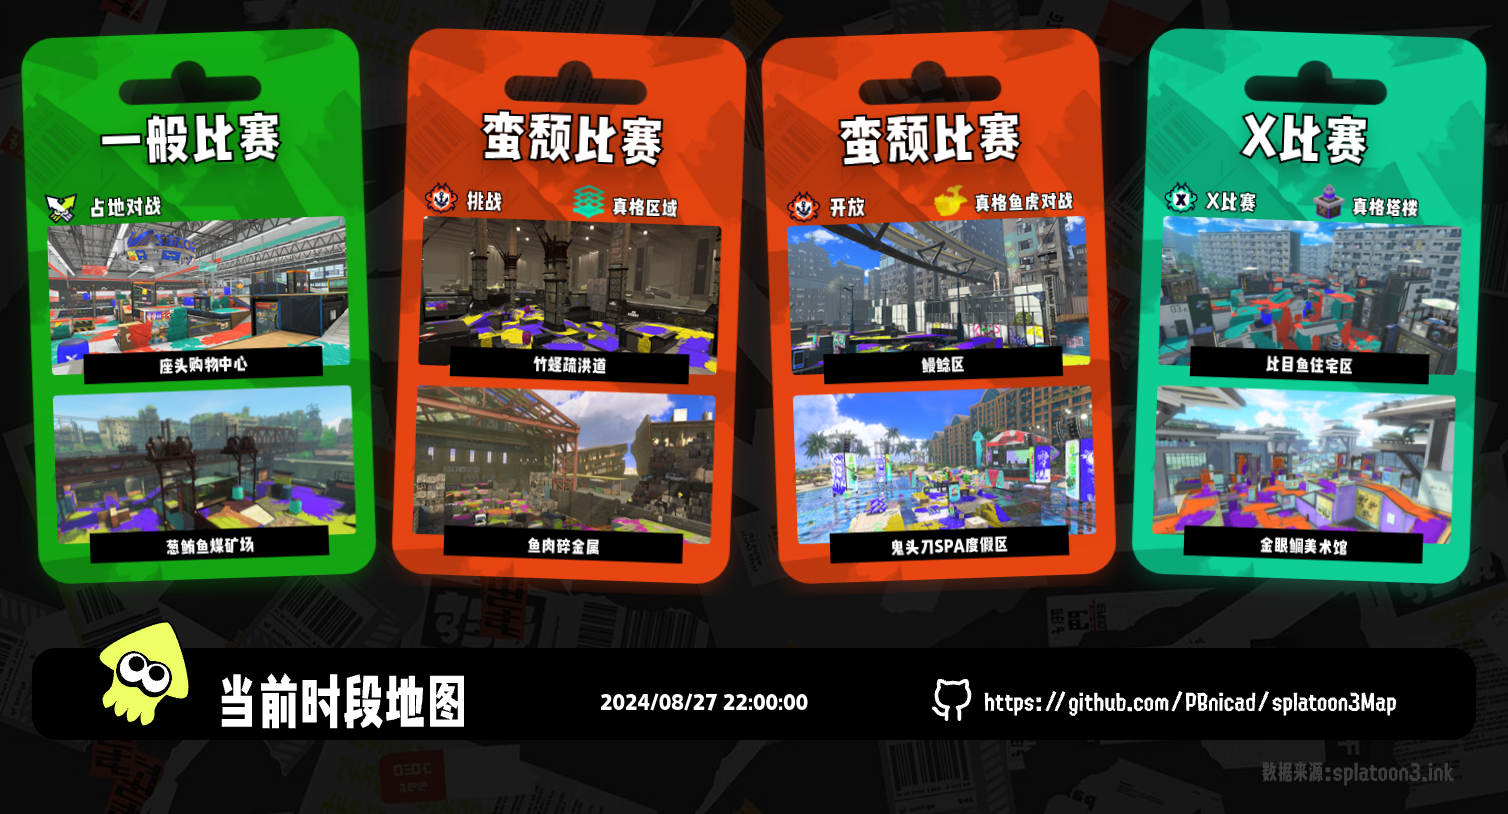 一般比赛
占地对战
座头购物中心
葱鲔鱼煤矿场
蛮颓比赛
挑战
真格区域
竹蛏疏洪道
鱼肉碎金属
蛮颓比赛
开放
真格鱼虎对战
鳗鲶区
鬼头刀SPA度假区
X比赛
X比赛
真格塔楼
比目鱼住宅区
金眼鲷美术馆
当前时段地图
2024/08/27 22:00:00
https://github.com/PBnicad/splatoon3Map
数据来源:splatoon3.ink